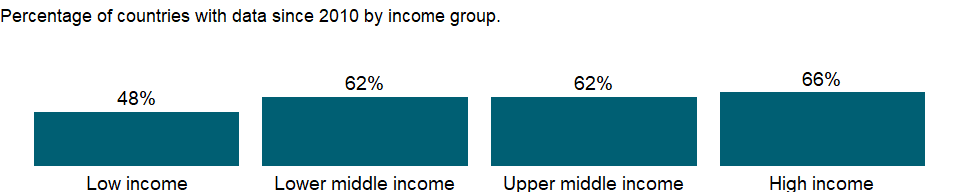 Percentage of countries with data since 2010 by income group.
48%
62%
62%
66%
Low income
Lower middle income
Upper middle income
High income